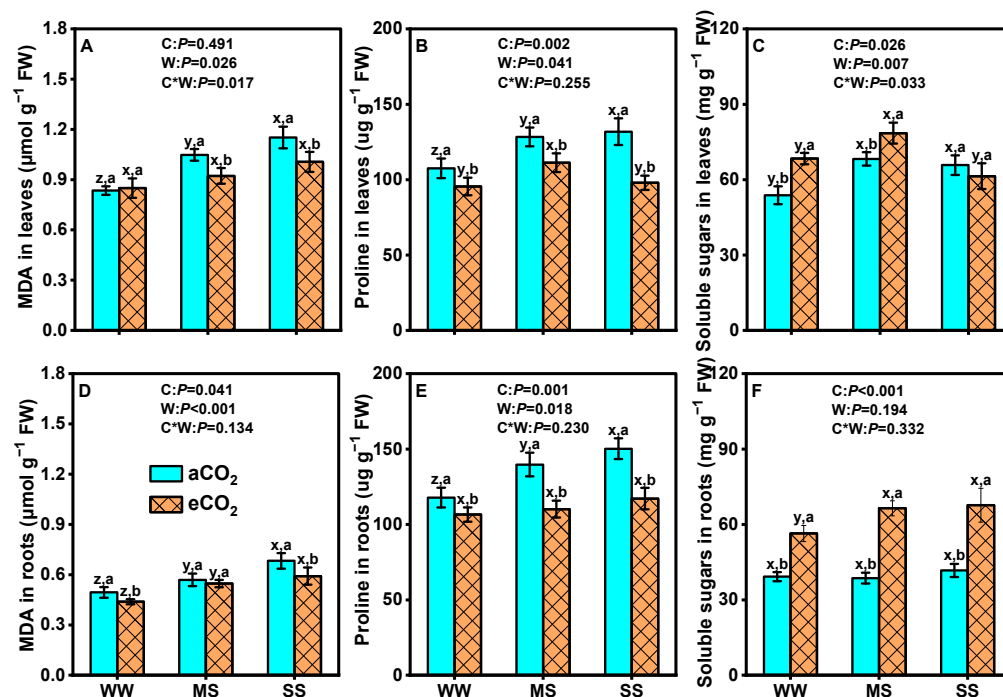 A
C:P=0.491
W:P=0.026
C*W:P=0.017
MDA in leaves (μmol g⁻¹ FW)
1.8
1.5
1.2
0.9
0.6
0.3
0.0
z,a
x,a
y,a
x,b
x,a
x,b
B
C:P=0.002
W:P=0.041
C*W:P=0.255
Proline in leaves (ug g⁻¹ FW)
200
150
100
50
0
z,a
y,b
y,a
x,b
x,a
y,b
C
C:P=0.026
W:P=0.007
C*W:P=0.033
Soluble sugars in leaves (mg g⁻¹ FW)
120
90
60
30
0
y,b
y,a
x,b
x,a
x,a
z,a
D
C:P=0.041
W:P<0.001
C*W:P=0.134
MDA in roots (μmol g⁻¹ FW)
1.8
1.5
1.2
0.9
0.6
0.3
0.0
aCO₂
eCO₂
z,a
z,b
y,a
y,a
x,a
x,b
WW
MS
SS
E
C:P=0.001
W:P=0.018
C*W:P=0.230
Proline in roots (ug g⁻¹ FW)
200
150
100
50
0
z,a
x,b
y,a
x,b
x,a
x,b
WW
MS
SS
F
C:P<0.001
W:P=0.194
C*W:P=0.332
Soluble sugars in roots (mg g⁻¹ FW)
120
90
60
30
0
x,b
y,a
x,b
x,a
x,b
x,a
WW
MS
SS